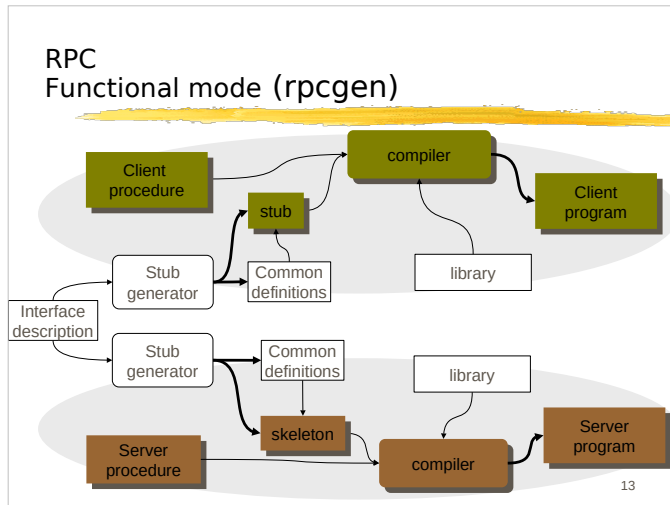 RPC
Functional mode (rpcgen)
compiler
Client
procedure
Client
program
stub
Stub
generator
Common
definitions
library
Interface
description
Stub
generator
Common
definitions
library
skeleton
Server
program
Server
procedure
compiler
13